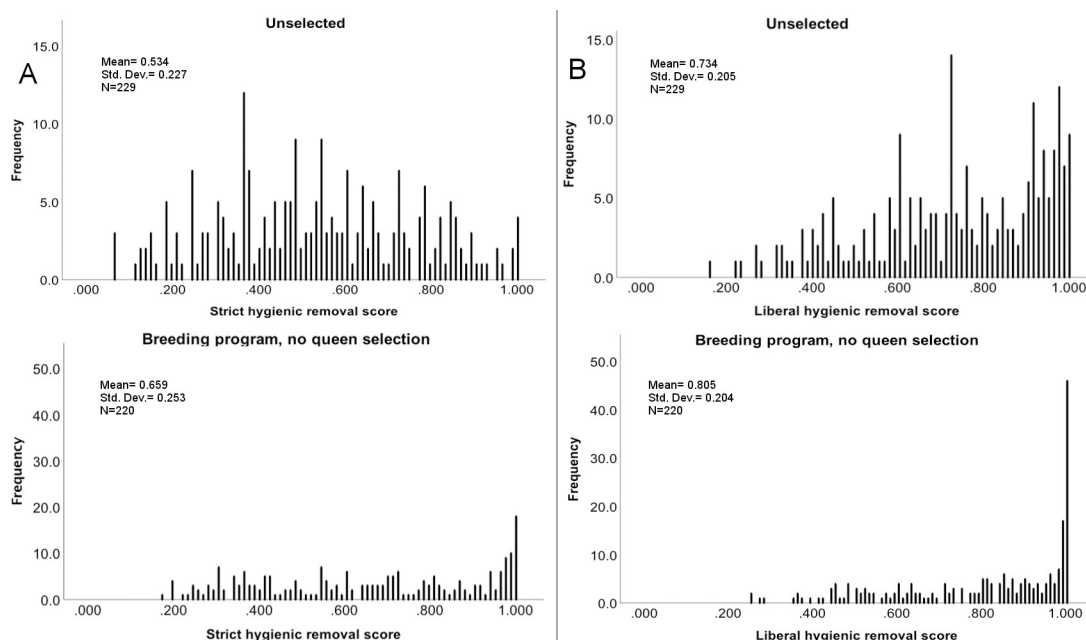 Unselected
A
Mean= 0.534
Std. Dev.= 0.227
N=229
15.0
10.0
5.0
0.0
Frequency
.000 .200 .400 .600 .800 1.000
Strict hygienic removal score
Unselected
B
Mean= 0.734
Std. Dev.= 0.205
N=229
15.0
10.0
5.0
0.0
Frequency
.000 .200 .400 .600 .800 1.000
Liberal hygienic removal score
Breeding program, no queen selection
Mean= 0.659
Std. Dev.= 0.253
N=220
50.0
40.0
30.0
20.0
10.0
0.0
Frequency
.000 .200 .400 .600 .800 1.000
Strict hygienic removal score
Breeding program, no queen selection
Mean= 0.805
Std. Dev.= 0.204
N=220
50.0
40.0
30.0
20.0
10.0
0.0
Frequency
.000 .200 .400 .600 .800 1.000
Liberal hygienic removal score